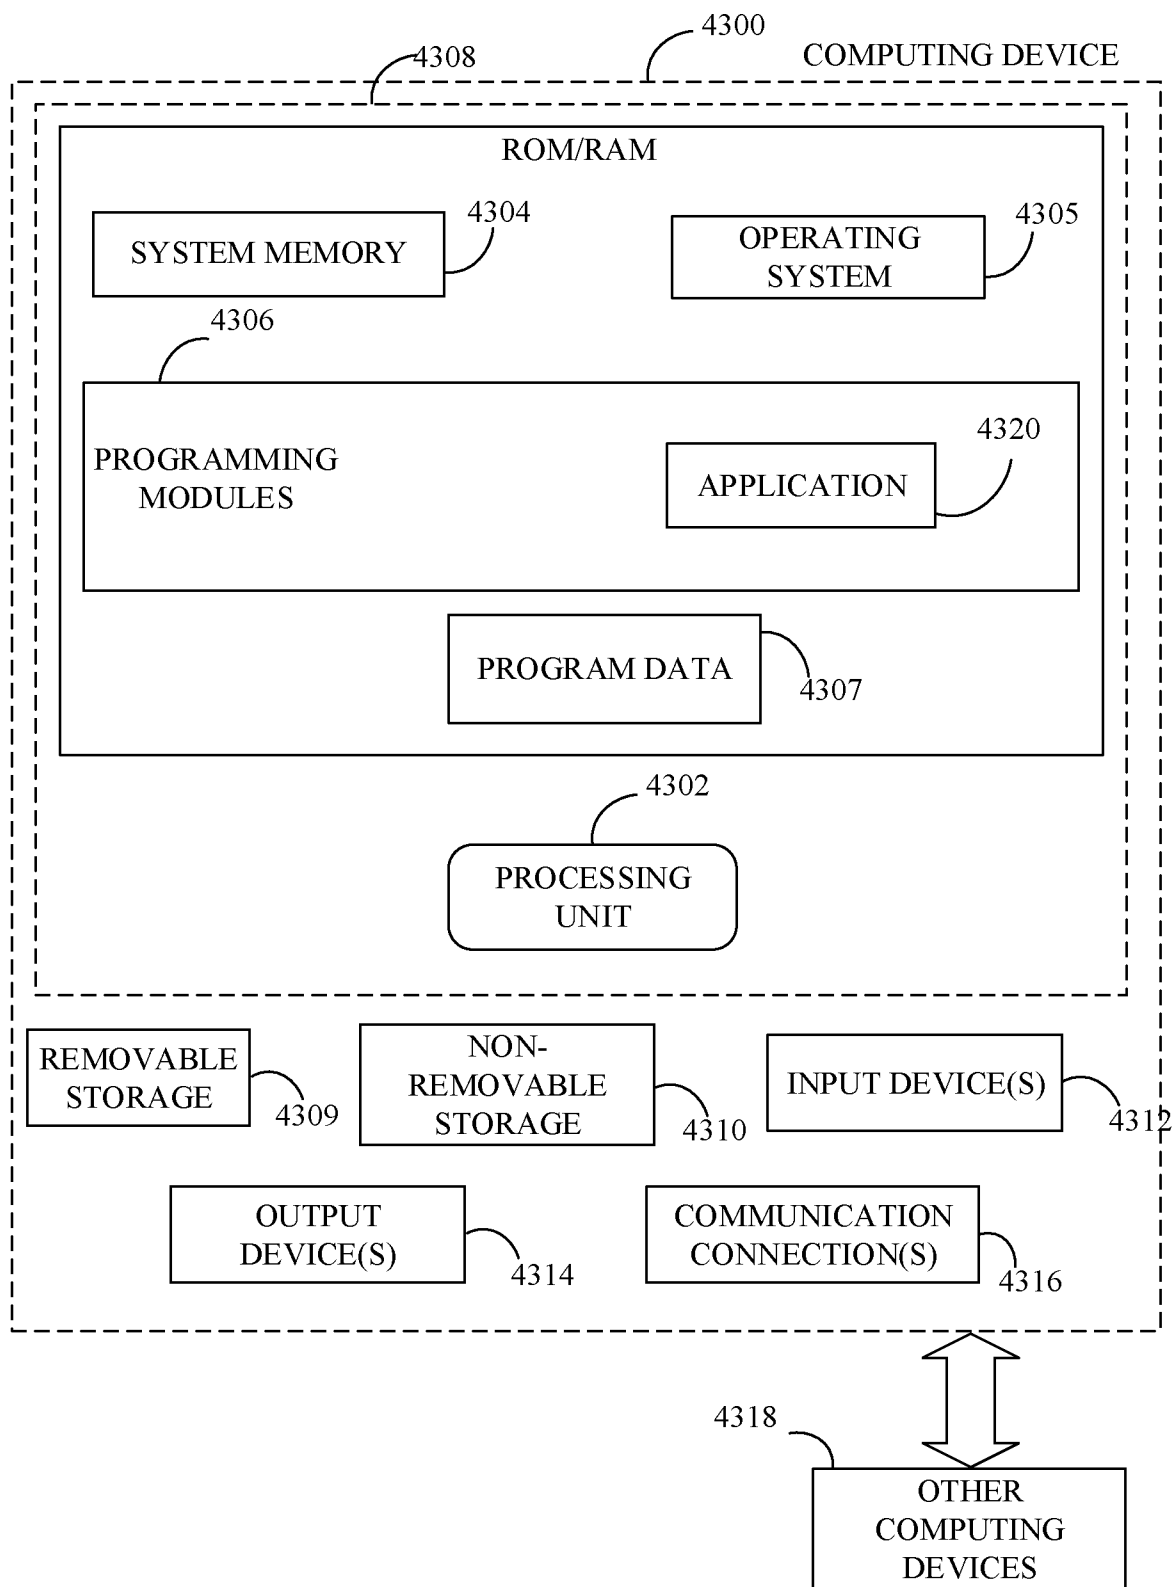 4300
COMPUTING DEVICE
4308
ROM/RAM
SYSTEM MEMORY
4304
OPERATING
SYSTEM
4305
4306
PROGRAMMING
MODULES
APPLICATION
4320
PROGRAM DATA
4307
4302
PROCESSING
UNIT
REMOVABLE
STORAGE
4309
NON-
REMOVABLE
STORAGE
4310
INPUT DEVICE(S)
4312
OUTPUT
DEVICE(S)
4314
COMMUNICATION
CONNECTION(S)
4316
4318
OTHER
COMPUTING
DEVICES